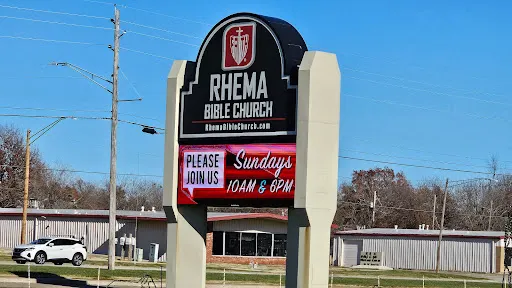 RHEMA
BIBLE CHURCH
RhemaBibleChurch.com
PLEASE
JOIN US
Sundays
10AM & 6PM